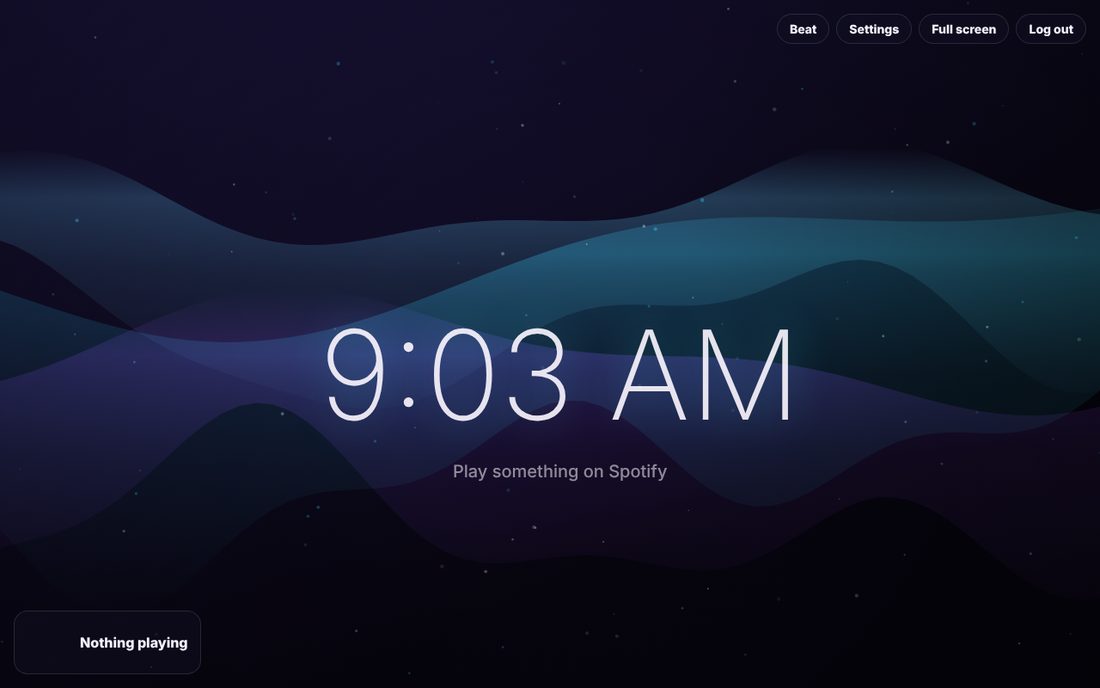 Beat
Settings
Full screen
Log out
9:03 AM
Play something on Spotify
Nothing playing